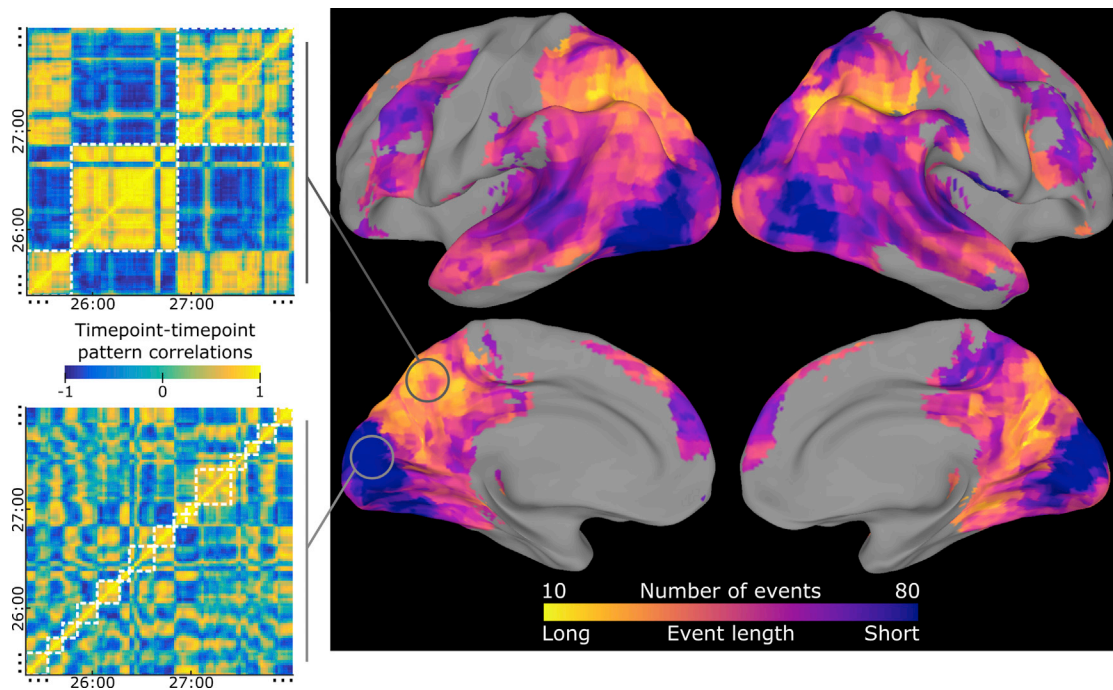 27:00
26:00
26:00 27:00
Timepoint-timepoint
pattern correlations
-1 0 1
27:00
26:00
26:00 27:00
10 Number of events 80
Long Event length Short